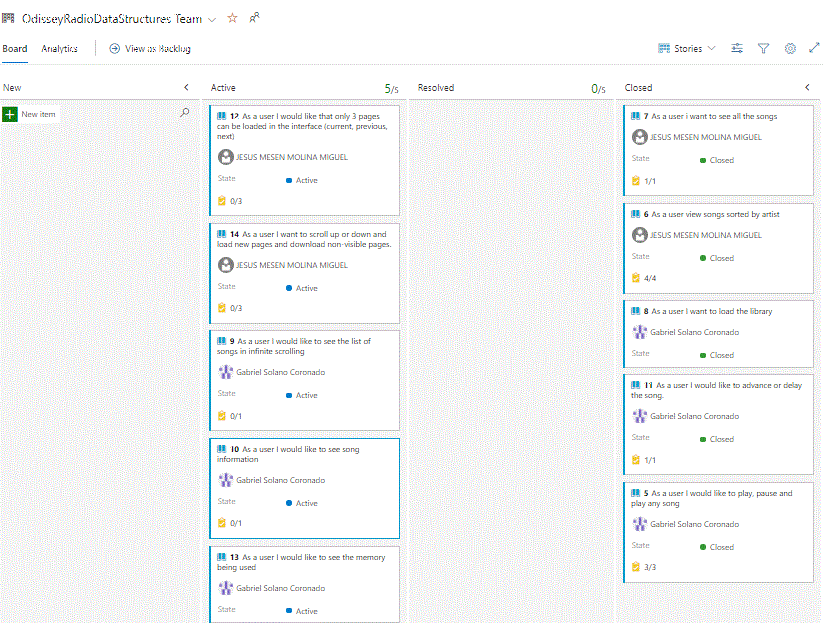 OdisseyRadioDataStructures Team
Board
Analytics
View as Backlog
Stories
New
Active
5/5
Resolved
0/5
Closed
New item
12 As a user I would like that only 3 pages
can be loaded in the interface (current, previous,
next)
JESUS MESEN MOLINA MIGUEL
State
Active
0/3
14 As a user I want to scroll up or down and
load new pages and download non-visible pages.
JESUS MESEN MOLINA MIGUEL
State
Active
0/3
9 As a user I would like to see the list of
songs in infinite scrolling
Gabriel Solano Coronado
State
Active
0/1
10 As a user I would like to see song
information
Gabriel Solano Coronado
State
Active
0/1
13 As a user I would like to see the memory
being used
Gabriel Solano Coronado
State
Active
7 As a user i want to see all the songs
JESUS MESEN MOLINA MIGUEL
State
Closed
1/1
6 As a user view songs sorted by artist
JESUS MESEN MOLINA MIGUEL
State
Closed
4/4
8 As a user I want to load the library
Gabriel Solano Coronado
State
Closed
11 As a user I would like to advance or delay
the song.
Gabriel Solano Coronado
State
Closed
1/1
5 As a user I would like to play, pause and
play any song
Gabriel Solano Coronado
State
Closed
3/3